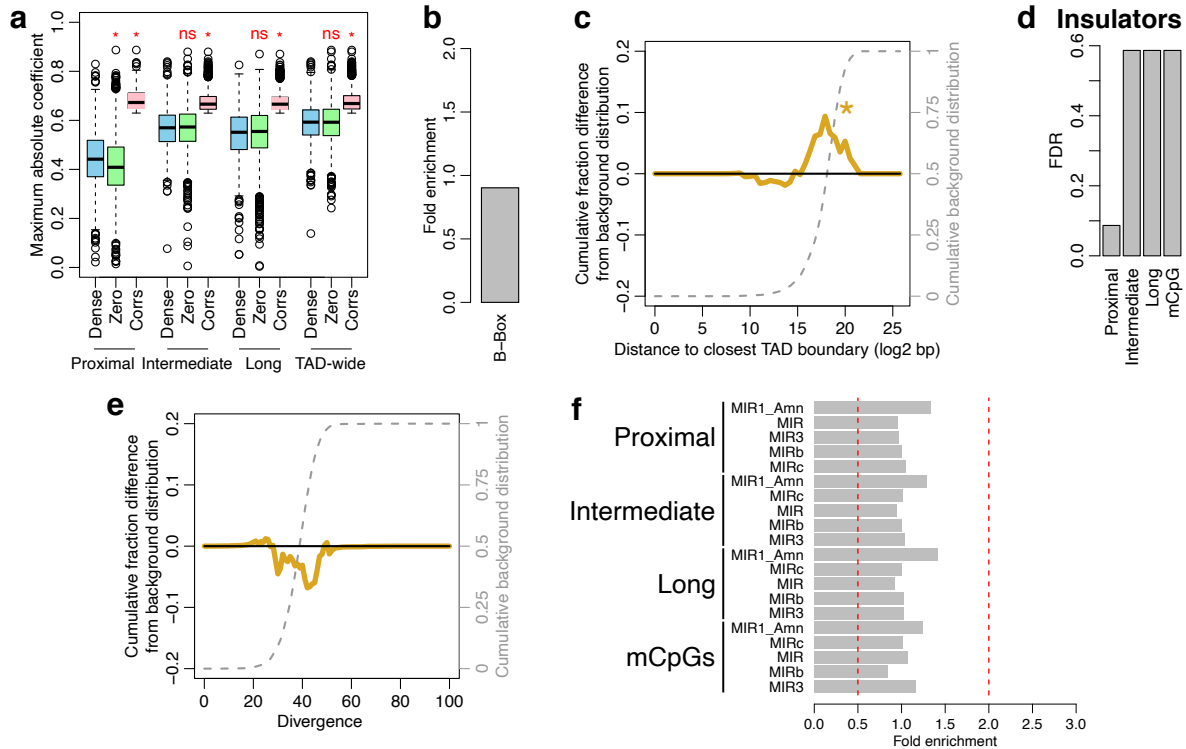 a
Maximum absolute coefficient
1.0
0.8
0.6
0.4
0.2
0.0
* * ns * ns * ns *
Dense Zero Corrs Dense Zero Corrs Dense Zero Corrs Dense Zero Corrs
Proximal Intermediate Long TAD-wide
b
Fold enrichment
2.0
1.5
1.0
0.5
0.0
B-Box
c
Cumulative fraction difference
from background distribution
0.2
0.1
0.0
−0.1
−0.2
*
1
0.75
0.5
0.25
0
Cumulative background distribution
0 5 10 15 20 25
Distance to closest TAD boundary (log2 bp)
d Insulators
FDR
0.6
0.4
0.2
0.0
Proximal
Intermediate
Long
mCpG
e
Cumulative fraction difference
from background distribution
0.2
0.1
0.0
−0.1
−0.2
1
0.75
0.5
0.25
0
Cumulative background distribution
0 20 40 60 80 100
Divergence
f
Proximal
MIR1_Amn
MIR
MIR3
MIRb
MIRc
Intermediate
MIR1_Amn
MIRc
MIR
MIRb
MIR3
Long
MIR1_Amn
MIRc
MIR
MIRb
MIR3
mCpGs
MIR1_Amn
MIRc
MIR
MIRb
MIR3
0.0 0.5 1.0 1.5 2.0 2.5 3.0
Fold enrichment